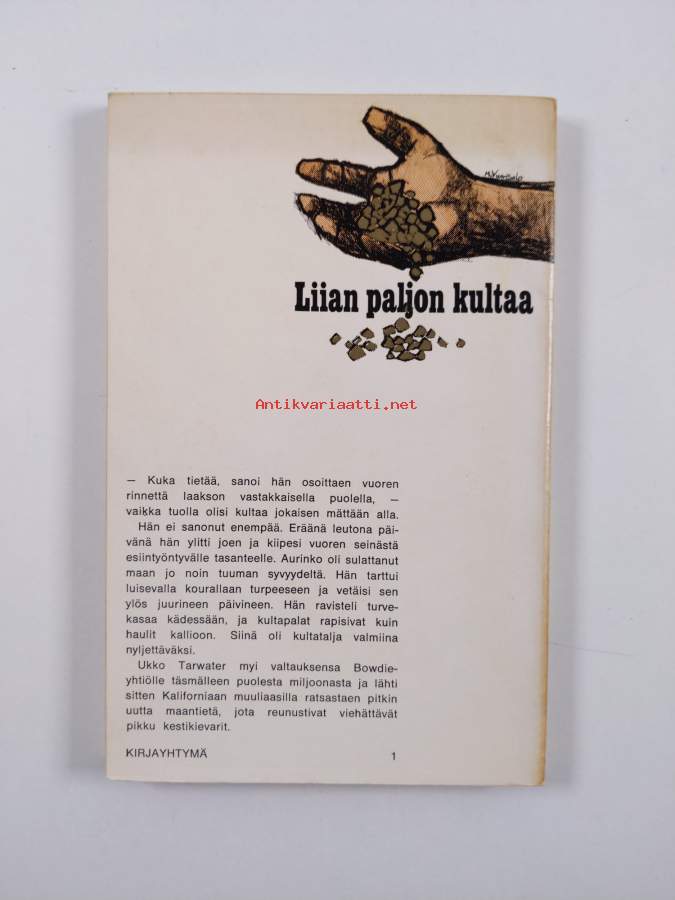 Liian paljon kultaa
Antikvariaatti.net
— Kuka tietää, sanoi hän osoittaen vuoren
rinnettä laakson vastakkaisella puolella, —
vaikka tuolla olisi kultaa jokaisen mättään alla.
Hän ei sanonut enempää. Eräänä leutona päi-
vänä hän ylitti joen ja kiipesi vuoren seinästä
esiintyöntyvälle tasanteelle. Aurinko oli sulattanut
maan jo noin tuuman syvyydeltä. Hän tarttui
luisevalla kourallaan turpeeseen ja vetäisi sen
ylös juurineen päivineen. Hän ravisteli turve-
kasaa kädessään, ja kultapalat rapisivat kuin
haulit kallioon. Siinä oli kultatalja valmiina
nyljettäväksi.
Ukko Tarwater myi valtauksensa Bowdie-
yhtiölle täsmälleen puolesta miljoonasta ja lähti
sitten Kaliforniaan muuliaasilla ratsastaen pitkin
uutta maantietä, jota reunustivat viehättävät
pikku kestikievarit.
KIRJAYHTYMÄ 1